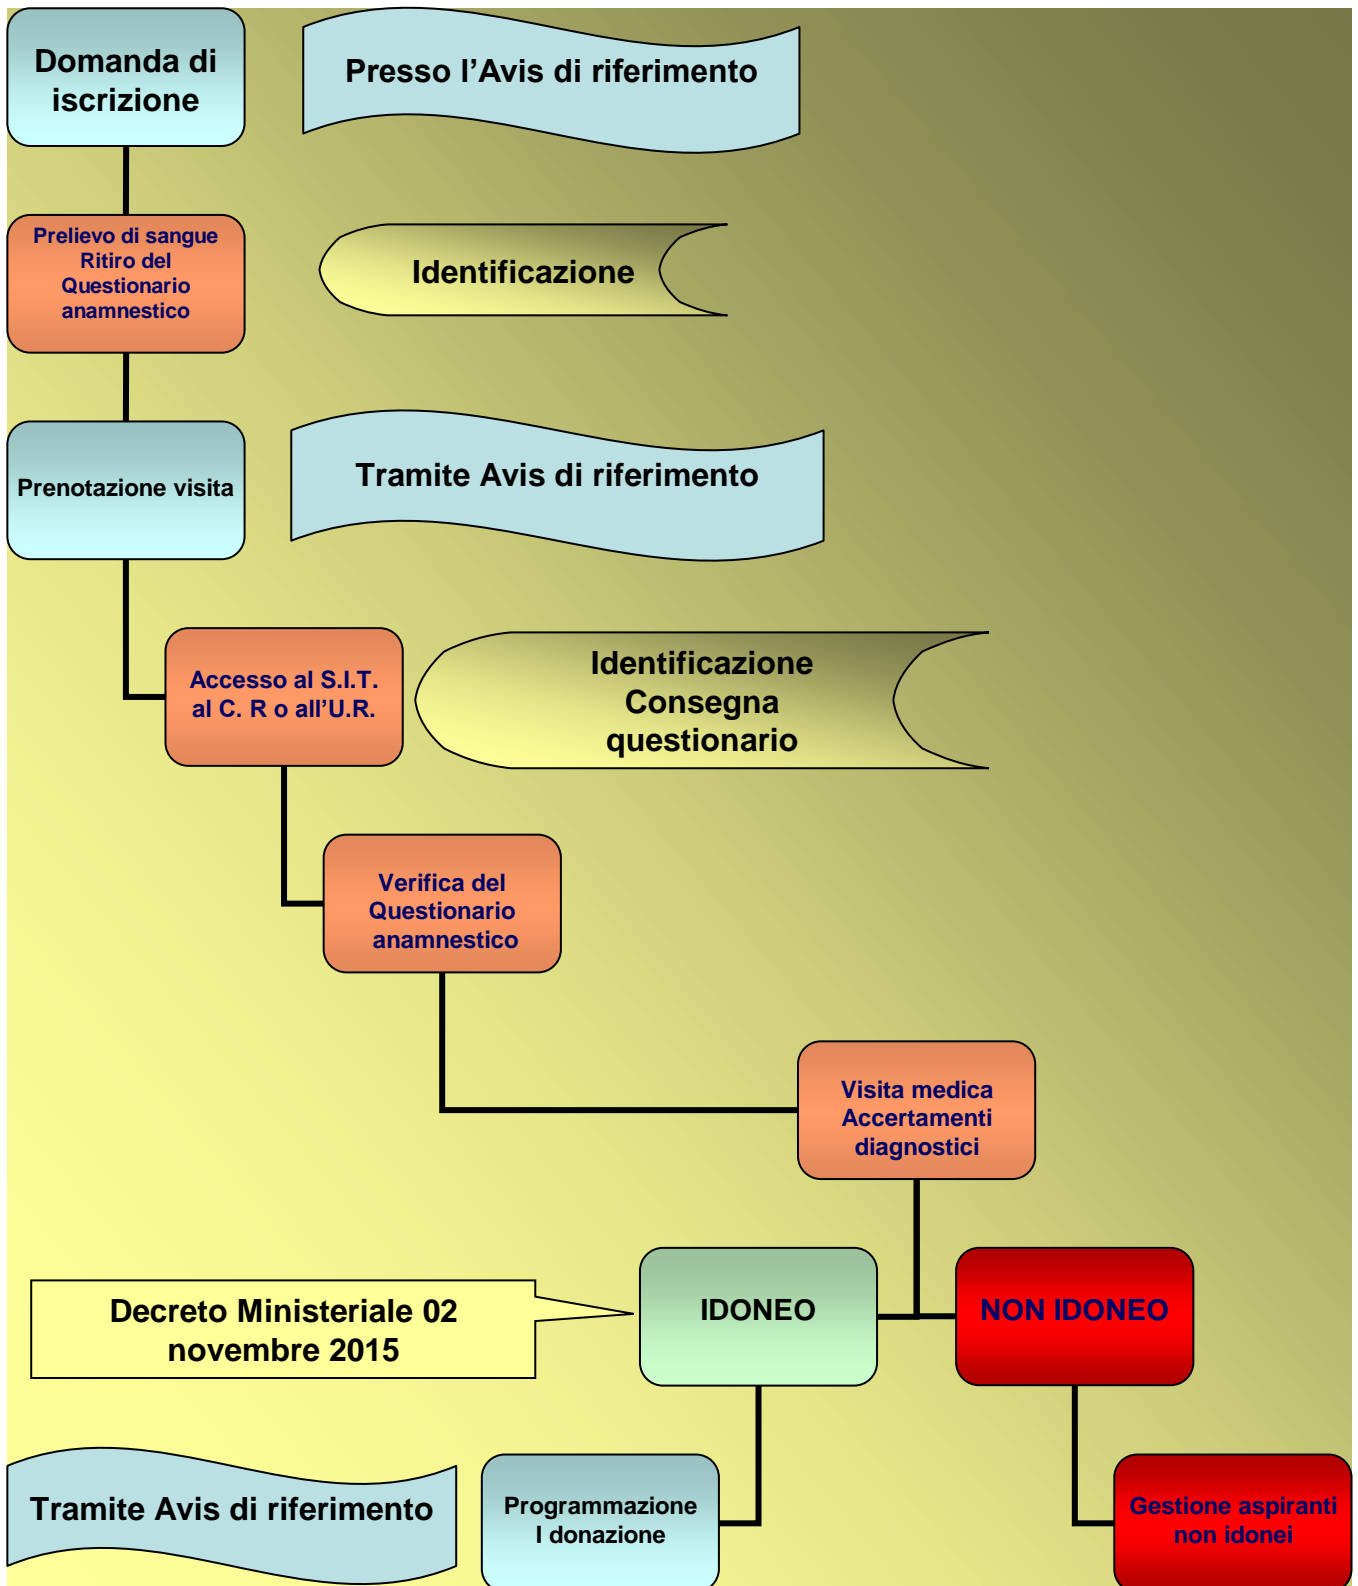 Domanda di
iscrizione
Presso l'Avis di riferimento
Prelievo di sangue
Ritiro del
Questionario
anamnestico
Identificazione
Prenotazione visita
Tramite Avis di riferimento
Accesso al S.I.T.
al C. R o all'U.R.
Identificazione
Consegna
questionario
Verifica del
Questionario
anamnestico
Visita medica
Accertamenti
diagnostici
Decreto Ministeriale 02
novembre 2015
IDONEO
NON IDONEO
Tramite Avis di riferimento
Programmazione
I donazione
Gestione aspiranti
non idonei